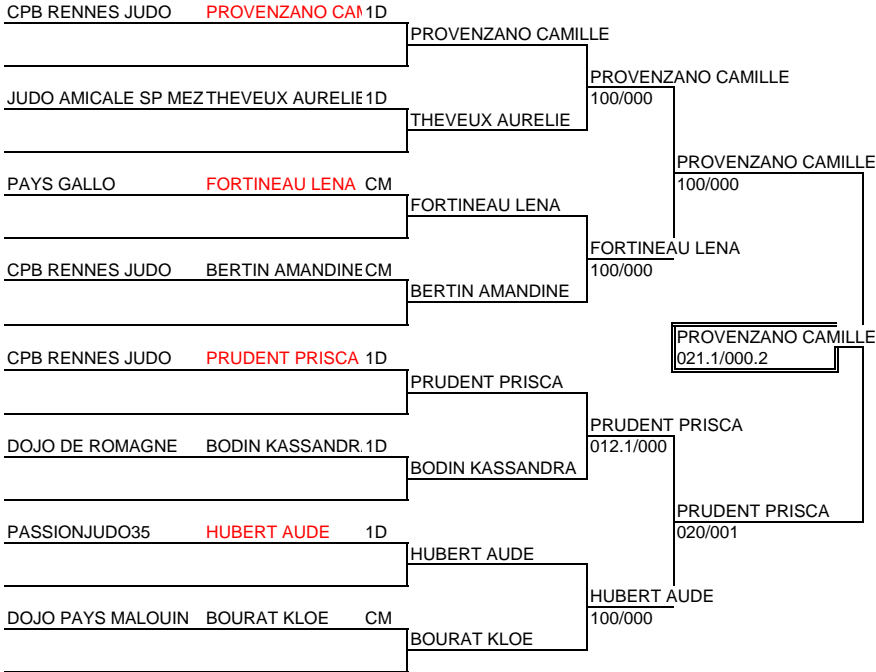 CPB RENNES JUDO PROVENZANO CAM 1D
PROVENZANO CAMILLE
PROVENZANO CAMILLE
100/000
JUDO AMICALE SP MEZ THEVEUX AURELIE 1D
THEVEUX AURELIE
PROVENZANO CAMILLE
100/000
PAYS GALLO FORTINEAU LENA CM
FORTINEAU LENA
FORTINEAU LENA
100/000
CPB RENNES JUDO BERTIN AMANDINE CM
BERTIN AMANDINE
PROVENZANO CAMILLE
021.1/000.2
CPB RENNES JUDO PRUDENT PRISCA 1D
PRUDENT PRISCA
PRUDENT PRISCA
012.1/000
DOJO DE ROMAGNE BODIN KASSANDR. 1D
BODIN KASSANDRA
PRUDENT PRISCA
020/001
PASSIONJUDO35 HUBERT AUDE 1D
HUBERT AUDE
HUBERT AUDE
100/000
DOJO PAYS MALOUIN BOURAT KLOE CM
BOURAT KLOE